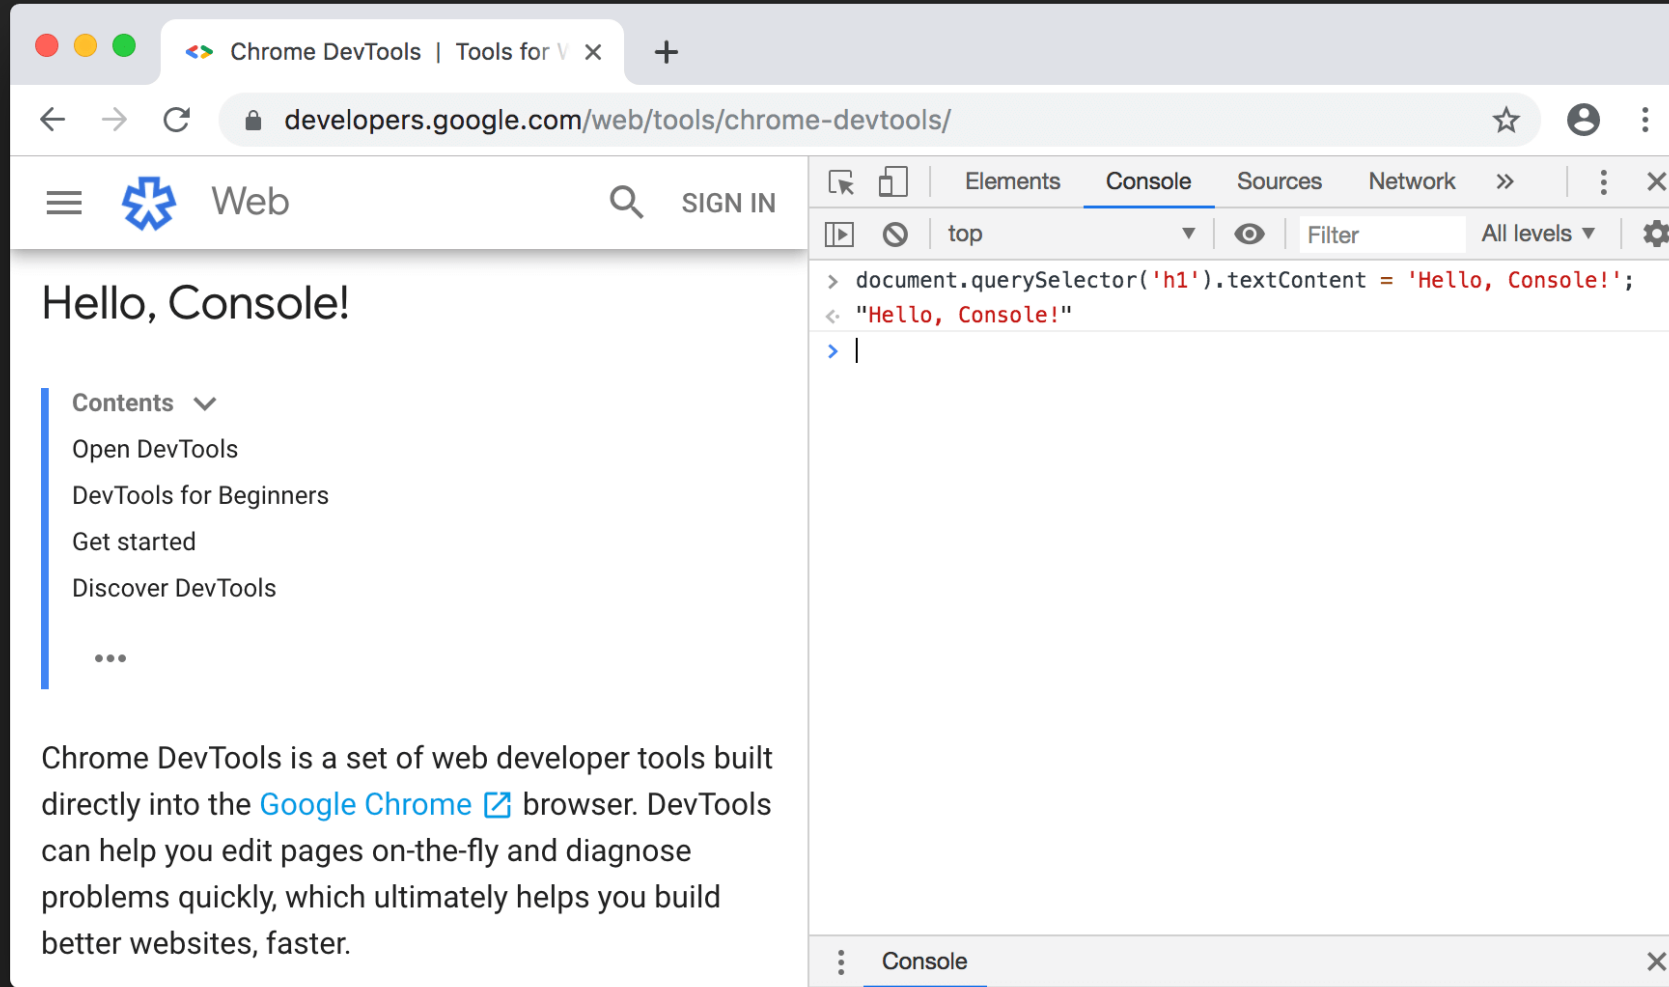 Chrome DevTools | Tools for W
developers.google.com/web/tools/chrome-devtools/
Web
SIGN IN
Hello, Console!
Contents
Open DevTools
DevTools for Beginners
Get started
Discover DevTools
•••
Chrome DevTools is a set of web developer tools built
directly into the Google Chrome browser. DevTools
can help you edit pages on-the-fly and diagnose
problems quickly, which ultimately helps you build
better websites, faster.
Elements Console Sources Network »
top Filter All levels
> document.querySelector('h1').textContent = 'Hello, Console!';
"Hello, Console!"
>
Console